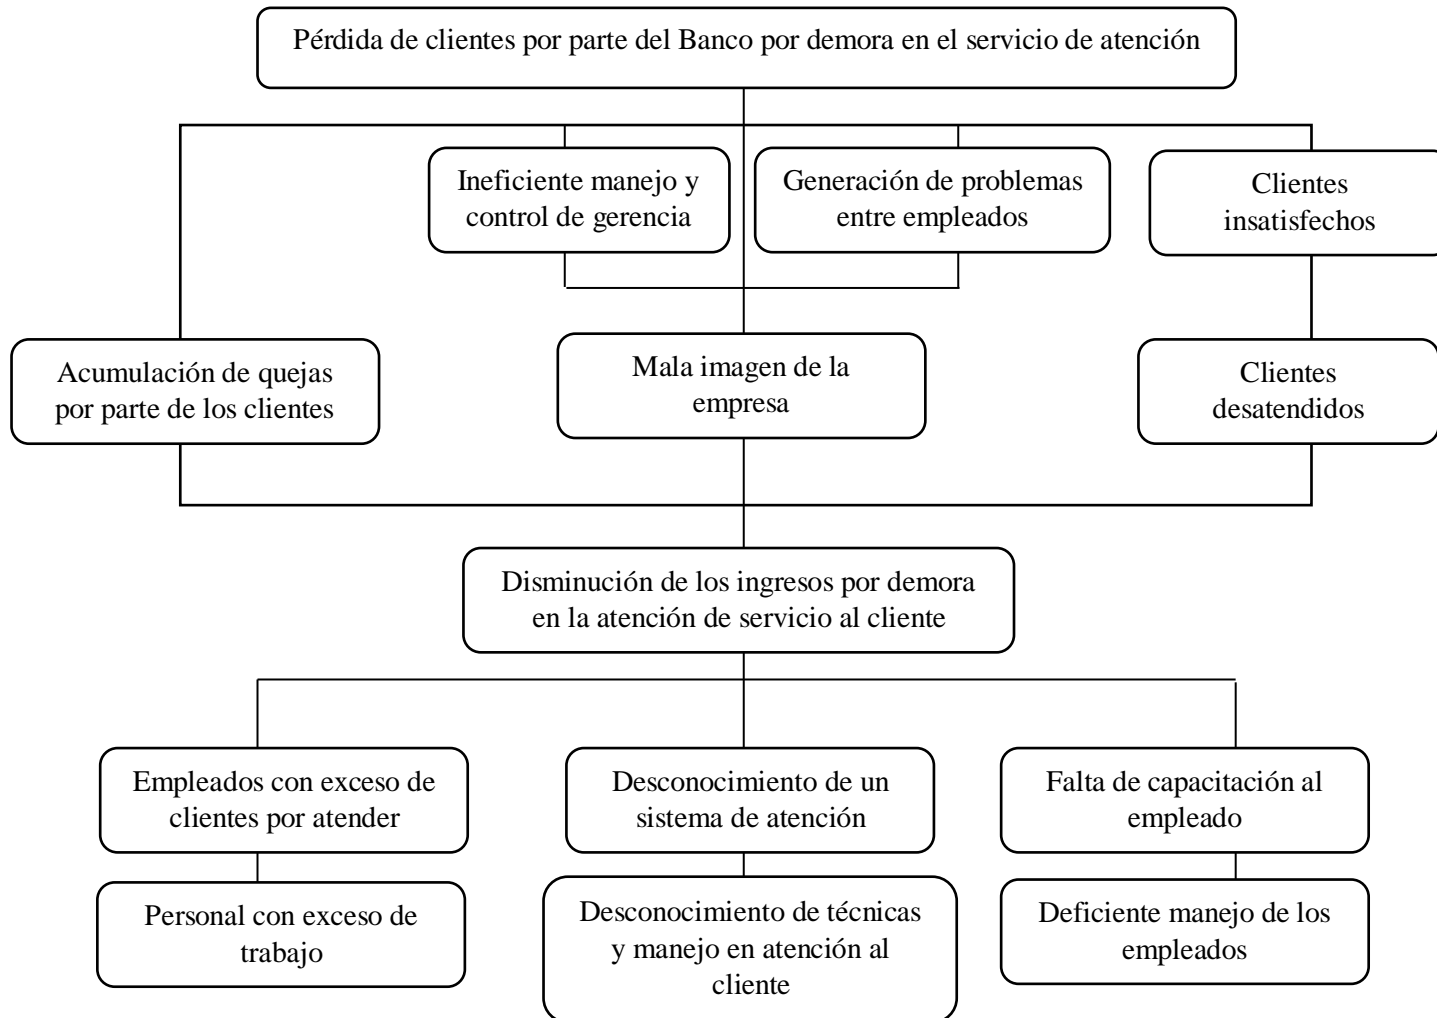 Pérdida de clientes por parte del Banco por demora en el servicio de atención
Ineficiente manejo y
control de gerencia
Generación de problemas
entre empleados
Clientes
insatisfechos
Acumulación de quejas
por parte de los clientes
Mala imagen de la
empresa
Clientes
desatendidos
Disminución de los ingresos por demora
en la atención de servicio al cliente
Empleados con exceso de
clientes por atender
Desconocimiento de un
sistema de atención
Falta de capacitación al
empleado
Personal con exceso de
trabajo
Desconocimiento de técnicas
y manejo en atención al
cliente
Deficiente manejo de los
empleados